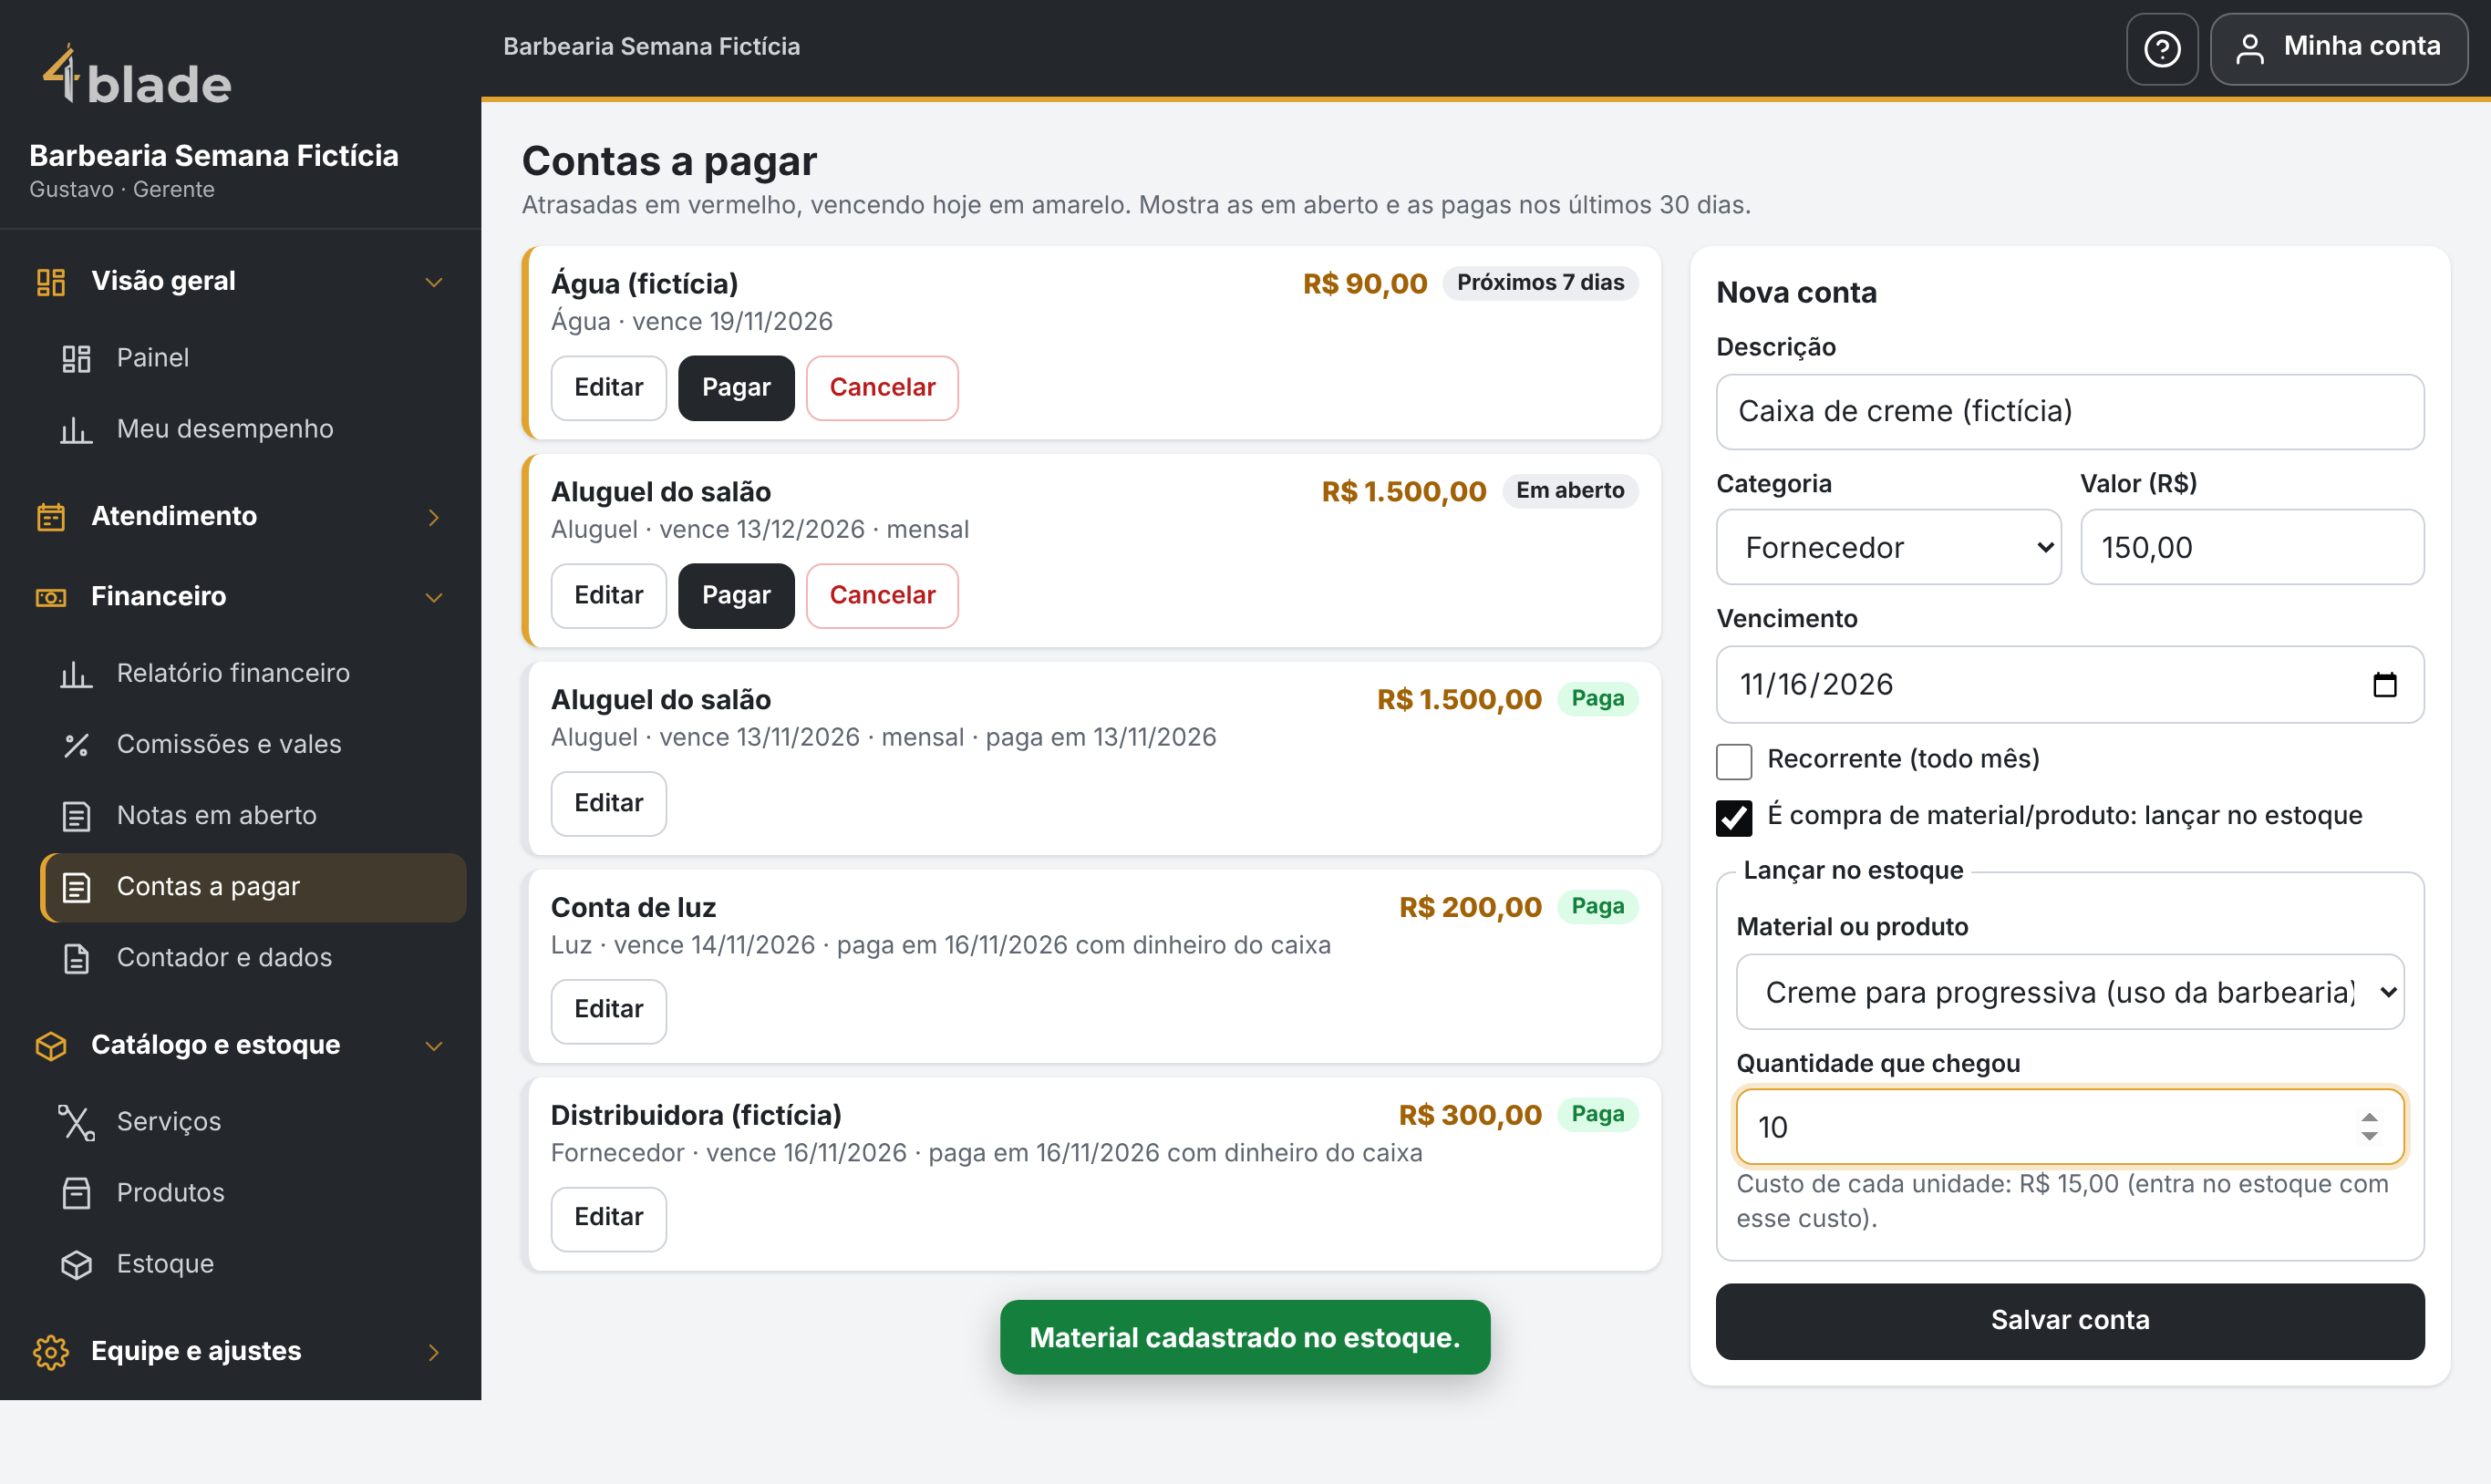 4blade
Barbearia Semana Fictícia
Gustavo · Gerente
Visão geral
Painel
Meu desempenho
Atendimento
Financeiro
Relatório financeiro
Comissões e vales
Notas em aberto
Contas a pagar
Contador e dados
Catálogo e estoque
Serviços
Produtos
Estoque
Equipe e ajustes
Barbearia Semana Fictícia
Minha conta
Contas a pagar
Atrasadas em vermelho, vencendo hoje em amarelo. Mostra as em aberto e as pagas nos últimos 30 dias.
Água (fictícia) R$ 90,00 Próximos 7 dias
Água · vence 19/11/2026
Editar Pagar Cancelar
Aluguel do salão R$ 1.500,00 Em aberto
Aluguel · vence 13/12/2026 · mensal
Editar Pagar Cancelar
Aluguel do salão R$ 1.500,00 Paga
Aluguel · vence 13/11/2026 · mensal · paga em 13/11/2026
Editar
Conta de luz R$ 200,00 Paga
Luz · vence 14/11/2026 · paga em 16/11/2026 com dinheiro do caixa
Editar
Distribuidora (fictícia) R$ 300,00 Paga
Fornecedor · vence 16/11/2026 · paga em 16/11/2026 com dinheiro do caixa
Editar
Nova conta
Descrição
Caixa de creme (fictícia)
Categoria Valor (R$)
Fornecedor 150,00
Vencimento
11/16/2026
Recorrente (todo mês)
É compra de material/produto: lançar no estoque
Lançar no estoque
Material ou produto
Creme para progressiva (uso da barbearia)
Quantidade que chegou
10
Custo de cada unidade: R$ 15,00 (entra no estoque com
esse custo).
Salvar conta
Material cadastrado no estoque.